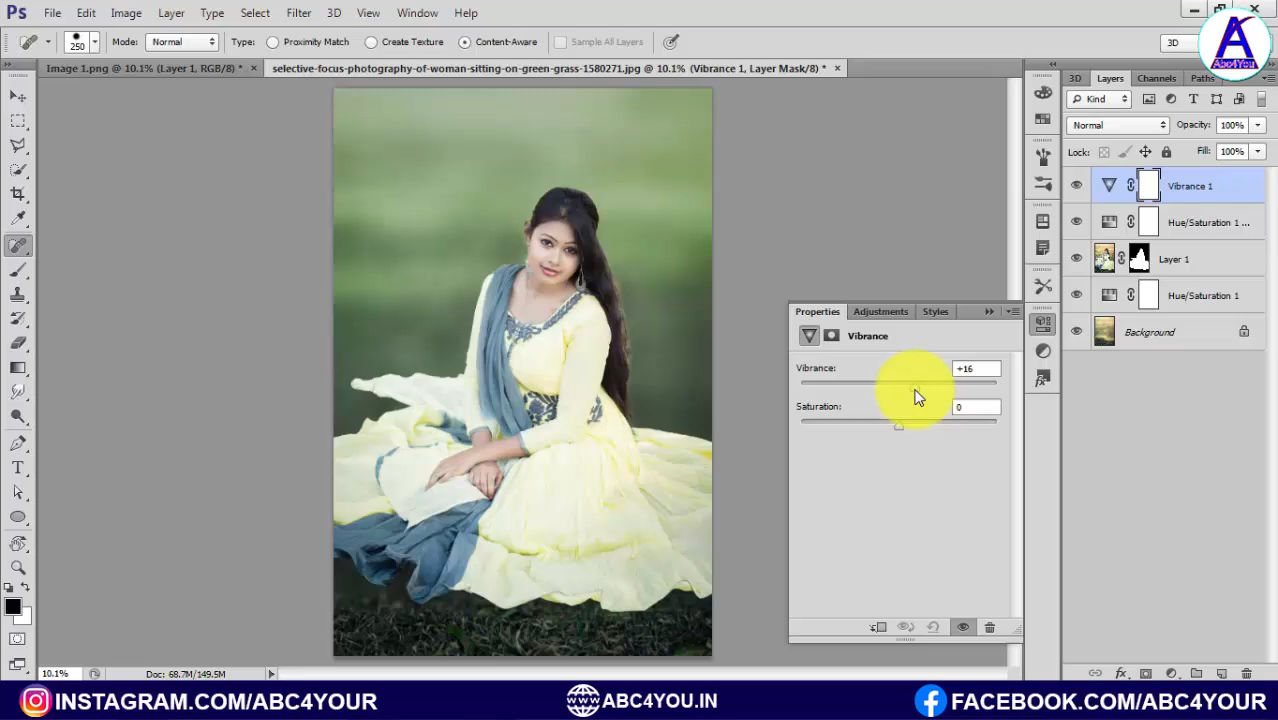 Ps File Edit Image Layer Type Select Filter 3D View Window Help
250 Mode: Normal Type: Proximity Match Create Texture Content-Aware Sample All Layers 3D
A
Abc4You
Image 1.png @ 10.1% (Layer 1, RGB/8) * × selective-focus-photography-of-woman-sitting-on-green-grass-1580271.jpg @ 10.1% (Vibrance 1, Layer Mask/8) * ×
3D Layers Channels Paths
Kind
Normal Opacity: 100%
Lock: Fill: 100%
Vibrance 1
Hue/Saturation 1 ...
Layer 1
Hue/Saturation 1
Background
Properties Adjustments Styles
Vibrance
Vibrance: +16
Saturation: 0
10.1% Doc: 68.7M/149.5M
INSTAGRAM.COM/ABC4YOUR ABC4YOU.IN FACEBOOK.COM/ABC4YOUR